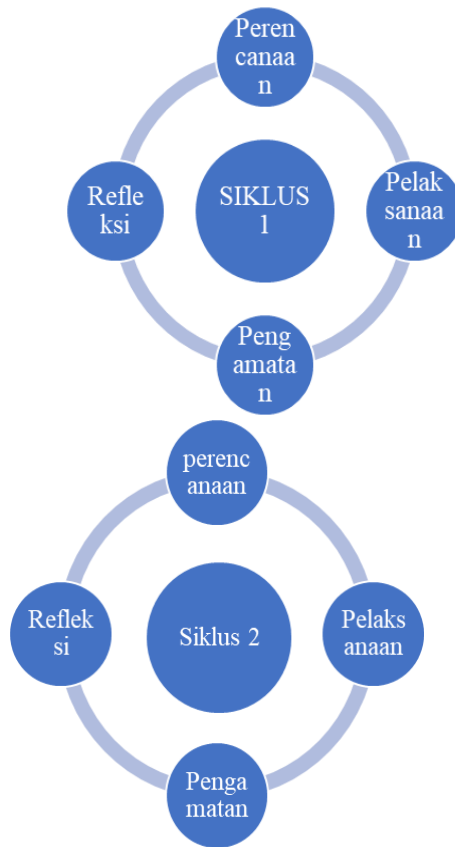 Peren
canaa
n
SIKLUS
1
Refle
ksi
Pelak
sanaa
n
Peng
amata
n
perenc
anaan
Reflek
si
Siklus 2
Pelaks
anaan
Penga
matan